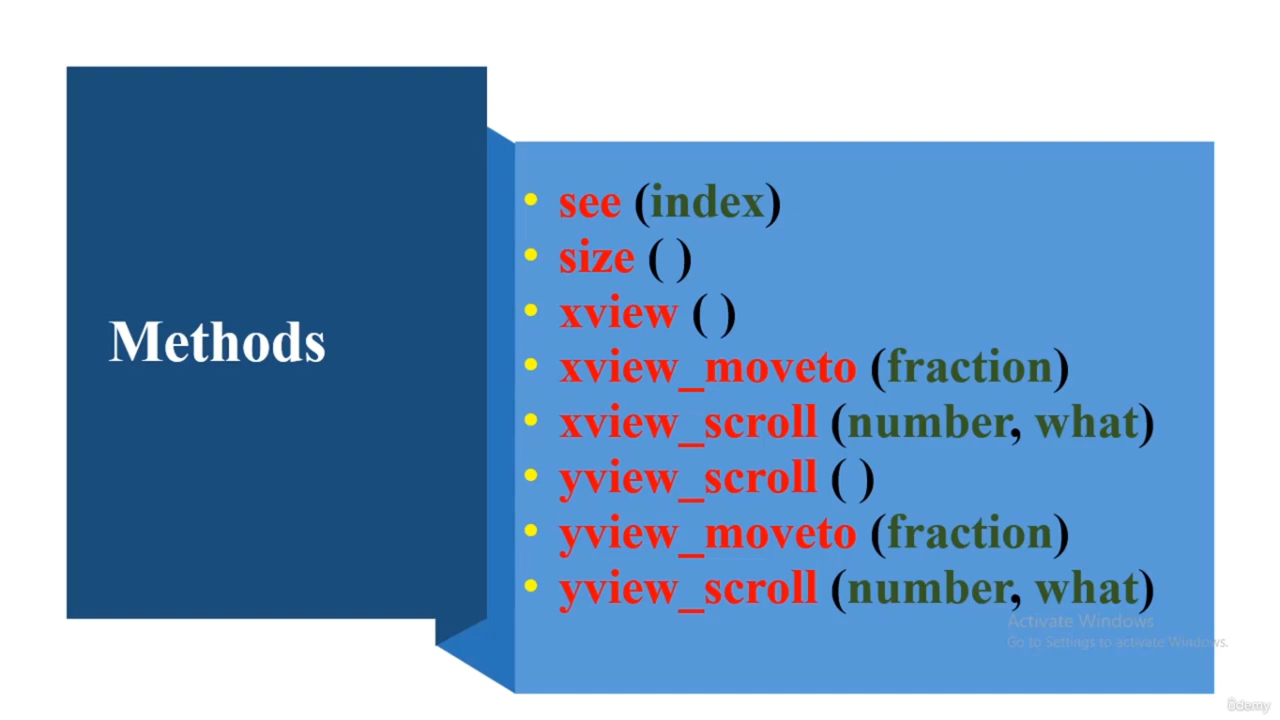 Methods
• see (index)
• size ( )
• xview ( )
• xview_moveto (fraction)
• xview_scroll (number, what)
• yview_scroll ( )
• yview_moveto (fraction)
• yview_scroll (number, what)
Activate Windows
Go to Settings to activate Windows.
ûdemy